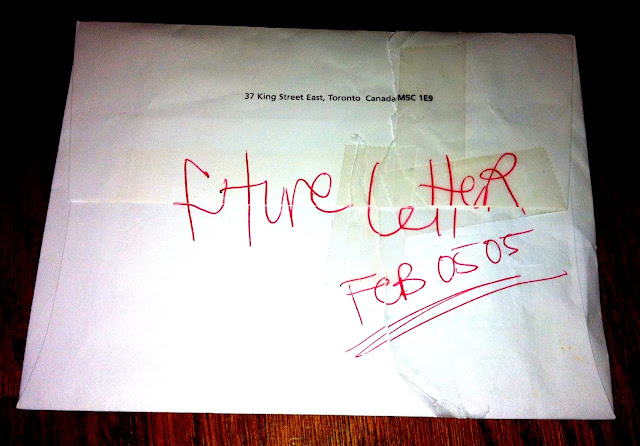 37 King Street East, Toronto Canada M5C 1E9
future letter
FEB 05 05